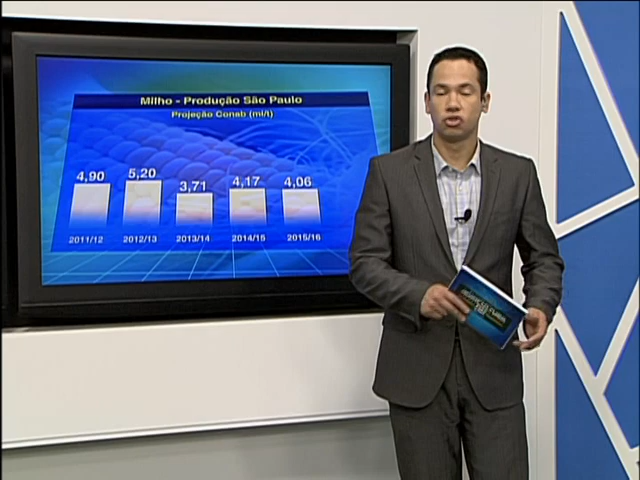 Milho - Produção São Paulo
Projeção Conab (mi/t)
4,90 5,20 3,71 4,17 4,06
2011/12 2012/13 2013/14 2014/15 2015/16